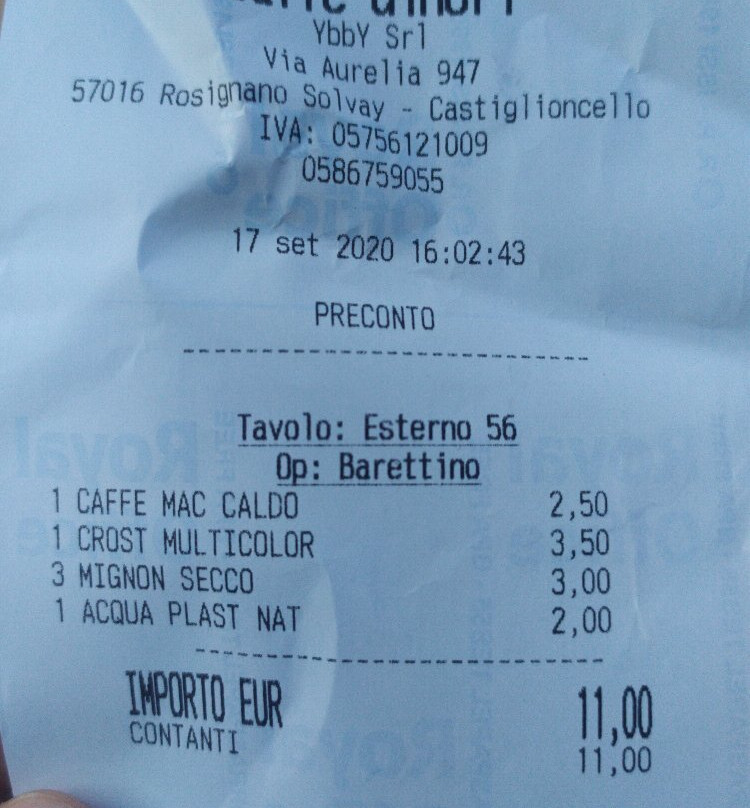 YbbY Srl
Via Aurelia 947
57016 Rosignano Solvay - Castiglioncello
IVA: 05756121009
0586759055
17 set 2020 16:02:43
PRECONTO
Tavolo: Esterno 56
Op: Barettino
1 CAFFE MAC CALDO 2,50
1 CROST MULTICOLOR 3,50
3 MIGNON SECCO 3,00
1 ACQUA PLAST NAT 2,00
IMPORTO EUR 11,00
CONTANTI 11,00